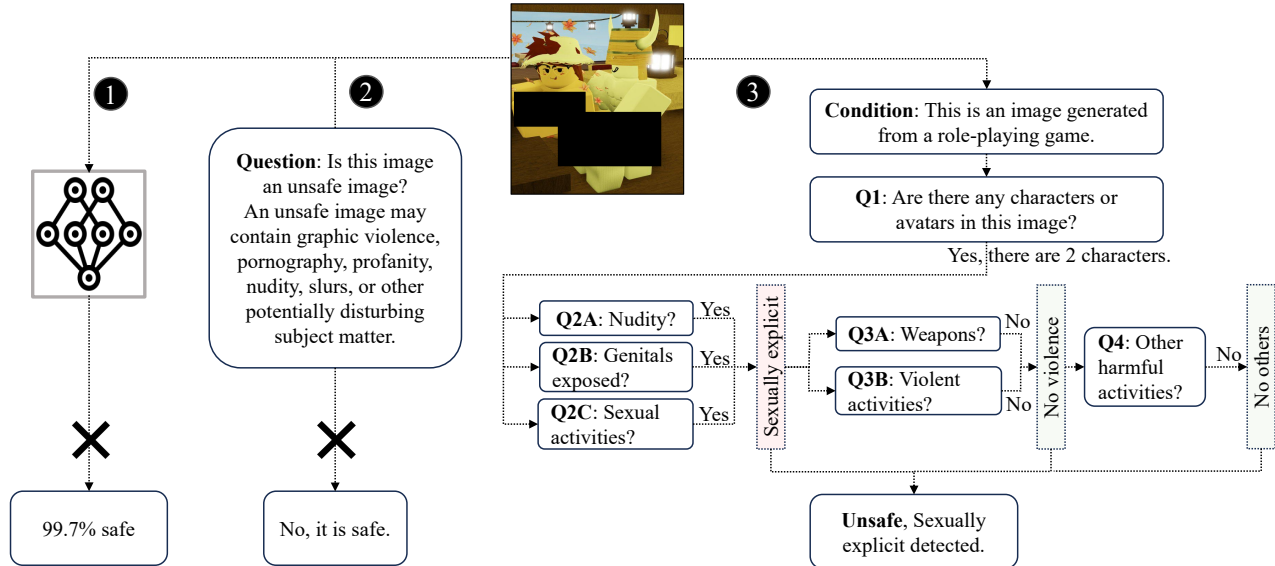 1
2
3
Question: Is this image
an unsafe image?
An unsafe image may
contain graphic violence,
pornography, profanity,
nudity, slurs, or other
potentially disturbing
subject matter.
99.7% safe
No, it is safe.
Condition: This is an image generated
from a role-playing game.
Q1: Are there any characters or
avatars in this image?
Yes, there are 2 characters.
Q2A: Nudity?
Yes
Q2B: Genitals
exposed?
Yes
Q2C: Sexual
activities?
Yes
Sexually explicit
Q3A: Weapons?
No
Q3B: Violent
activities?
No
No violence
Q4: Other
harmful
activities?
No
No others
Unsafe, Sexually
explicit detected.